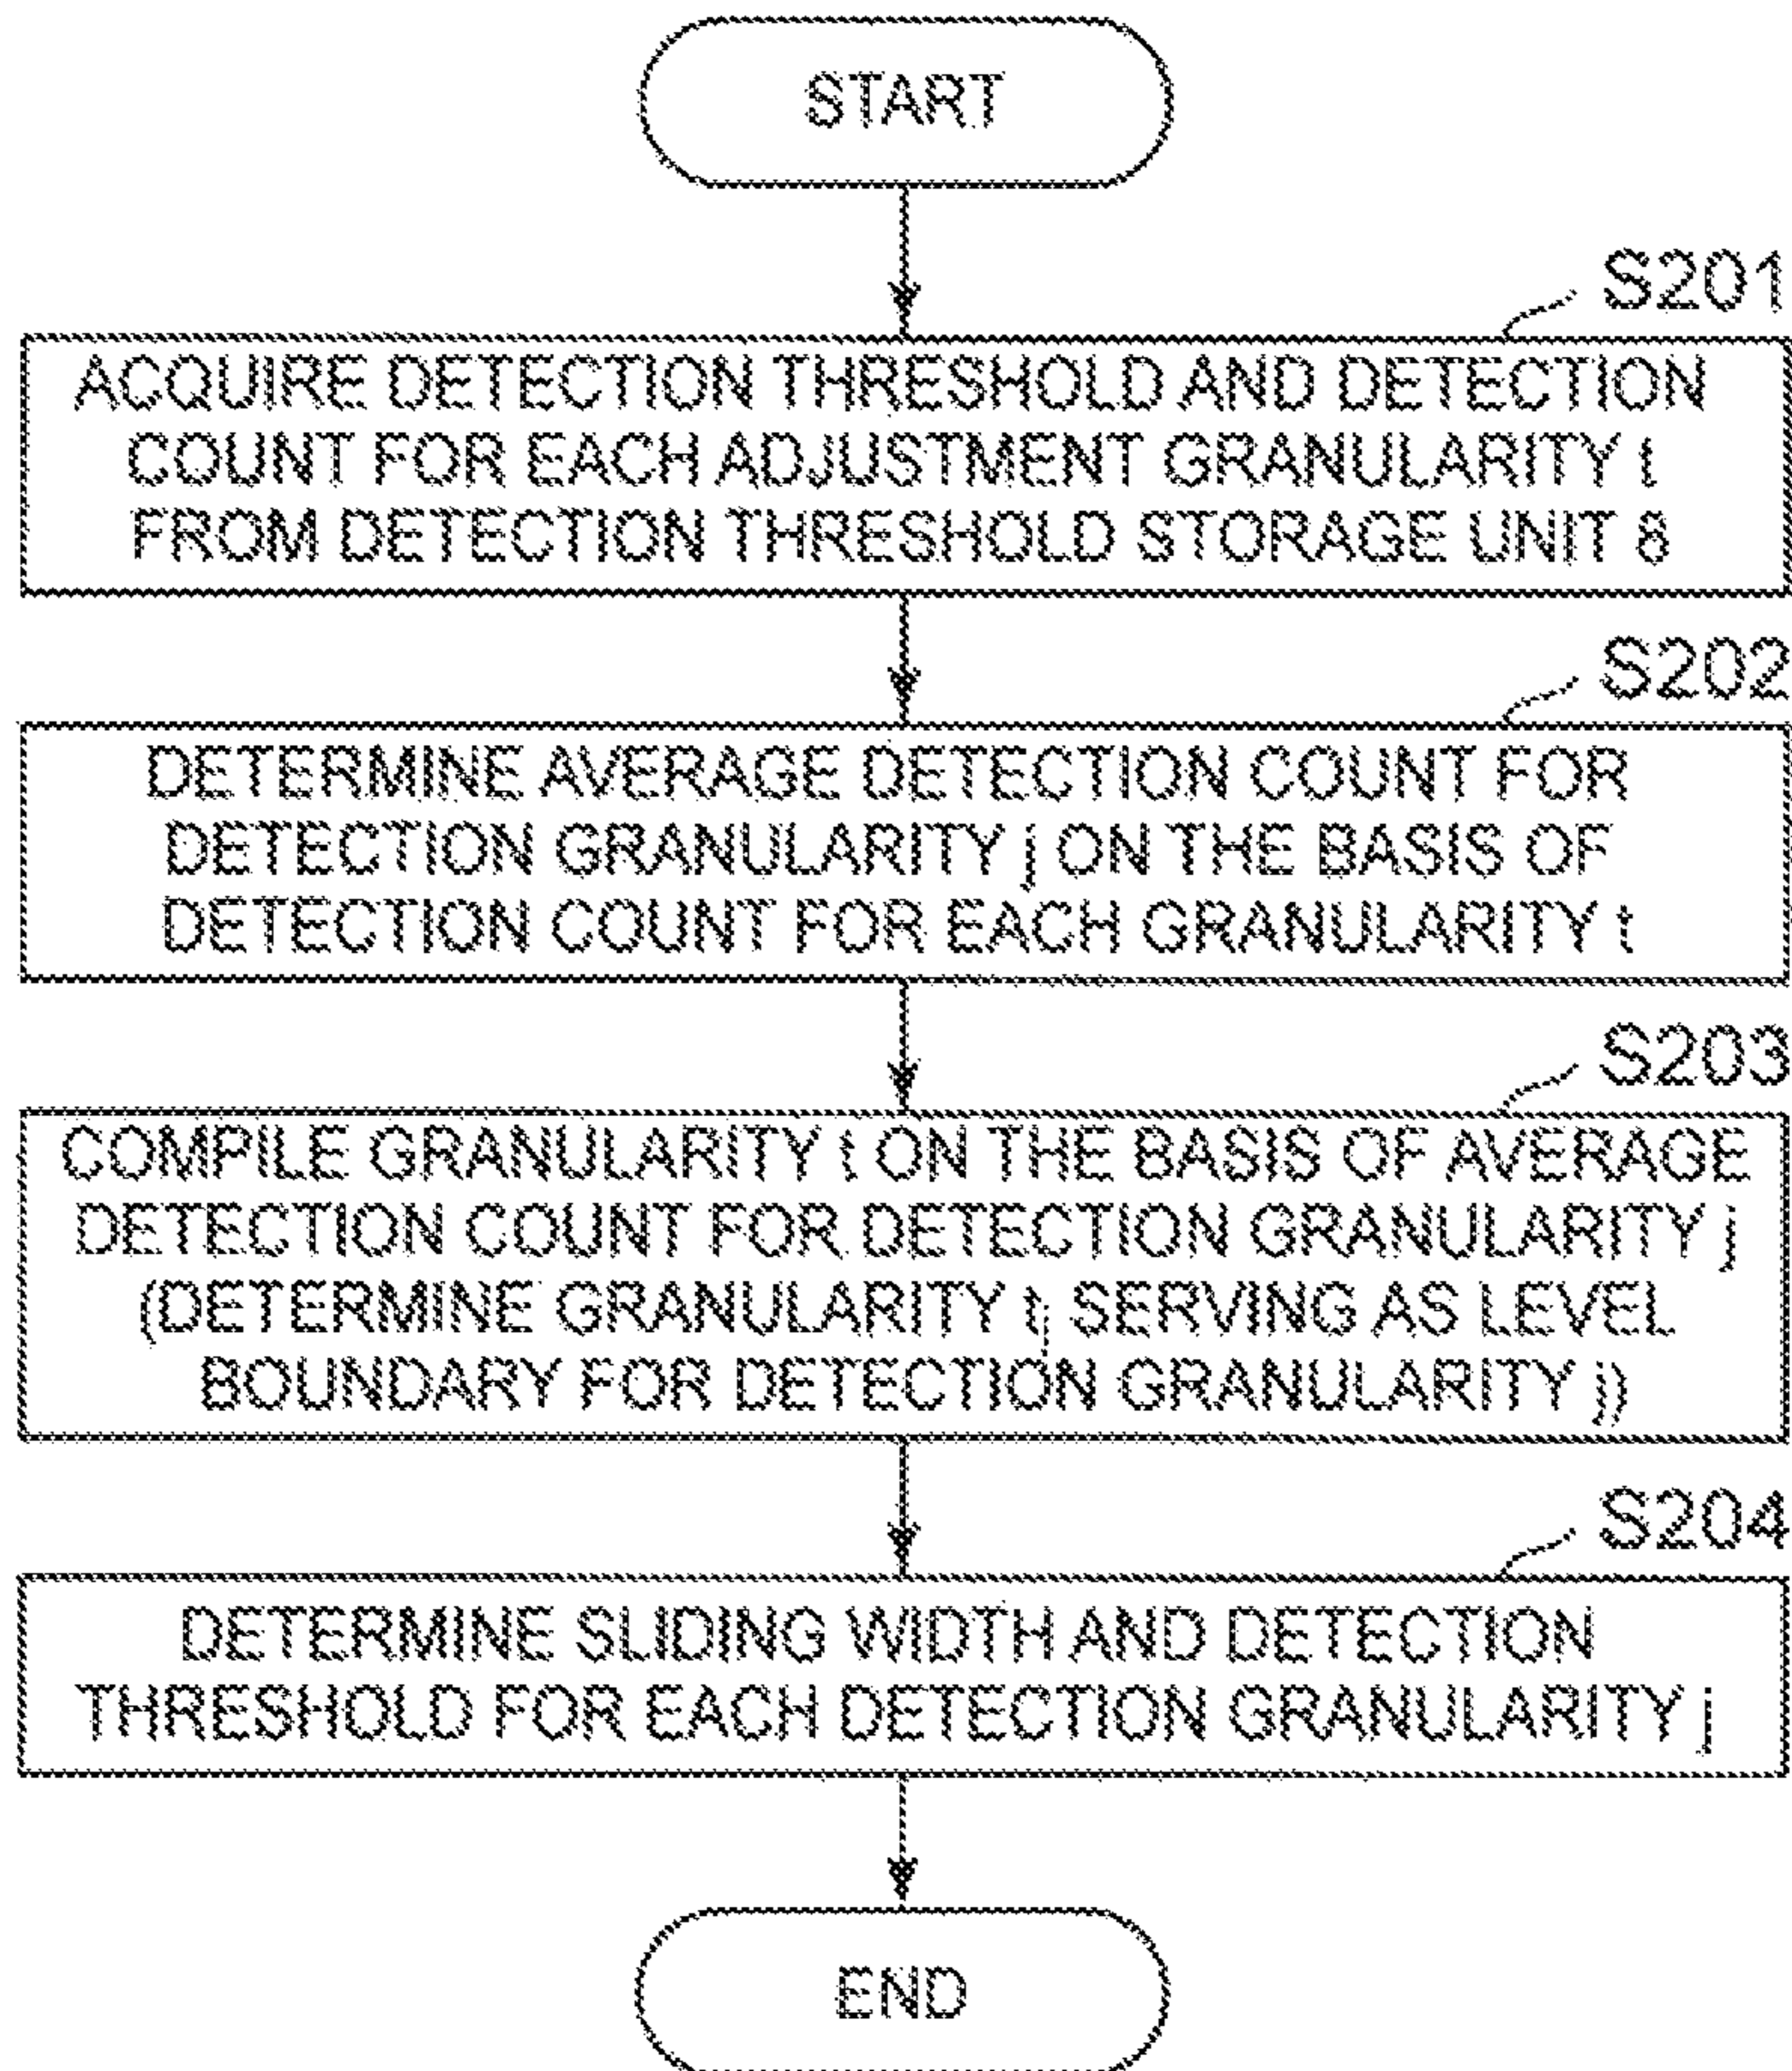 START
S201
ACQUIRE DETECTION THRESHOLD AND DETECTION
COUNT FOR EACH ADJUSTMENT GRANULARITY t
FROM DETECTION THRESHOLD STORAGE UNIT 8
S202
DETERMINE AVERAGE DETECTION COUNT FOR
DETECTION GRANULARITY j ON THE BASIS OF
DETECTION COUNT FOR EACH GRANULARITY t
S203
COMPILE GRANULARITY t ON THE BASIS OF AVERAGE
DETECTION COUNT FOR DETECTION GRANULARITY j
(DETERMINE GRANULARITY tj SERVING AS LEVEL
BOUNDARY FOR DETECTION GRANULARITY j)
S204
DETERMINE SLIDING WIDTH AND DETECTION
THRESHOLD FOR EACH DETECTION GRANULARITY j
END